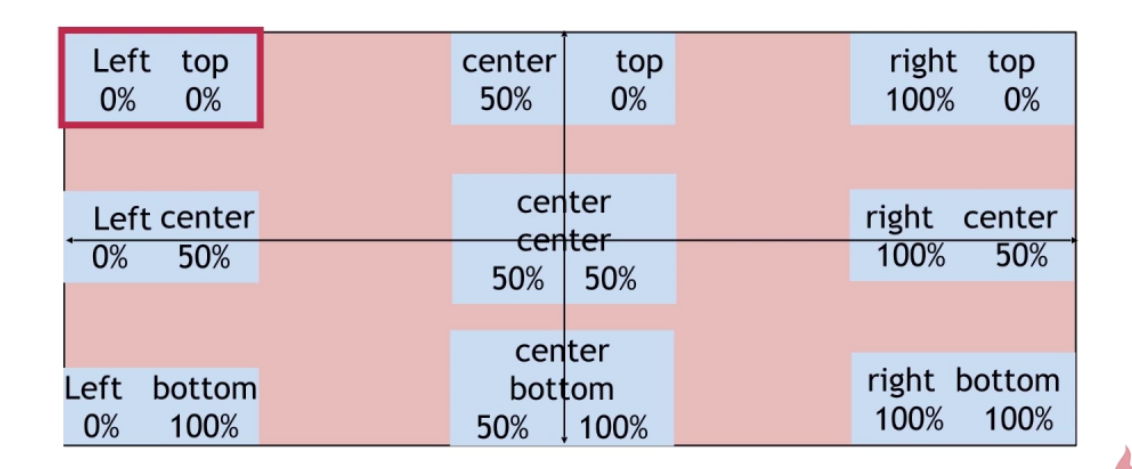 Left top
0% 0%
center top
50% 0%
right top
100% 0%
Left center
0% 50%
center
center
50% 50%
right center
100% 50%
Left bottom
0% 100%
center
bottom
50% 100%
right bottom
100% 100%